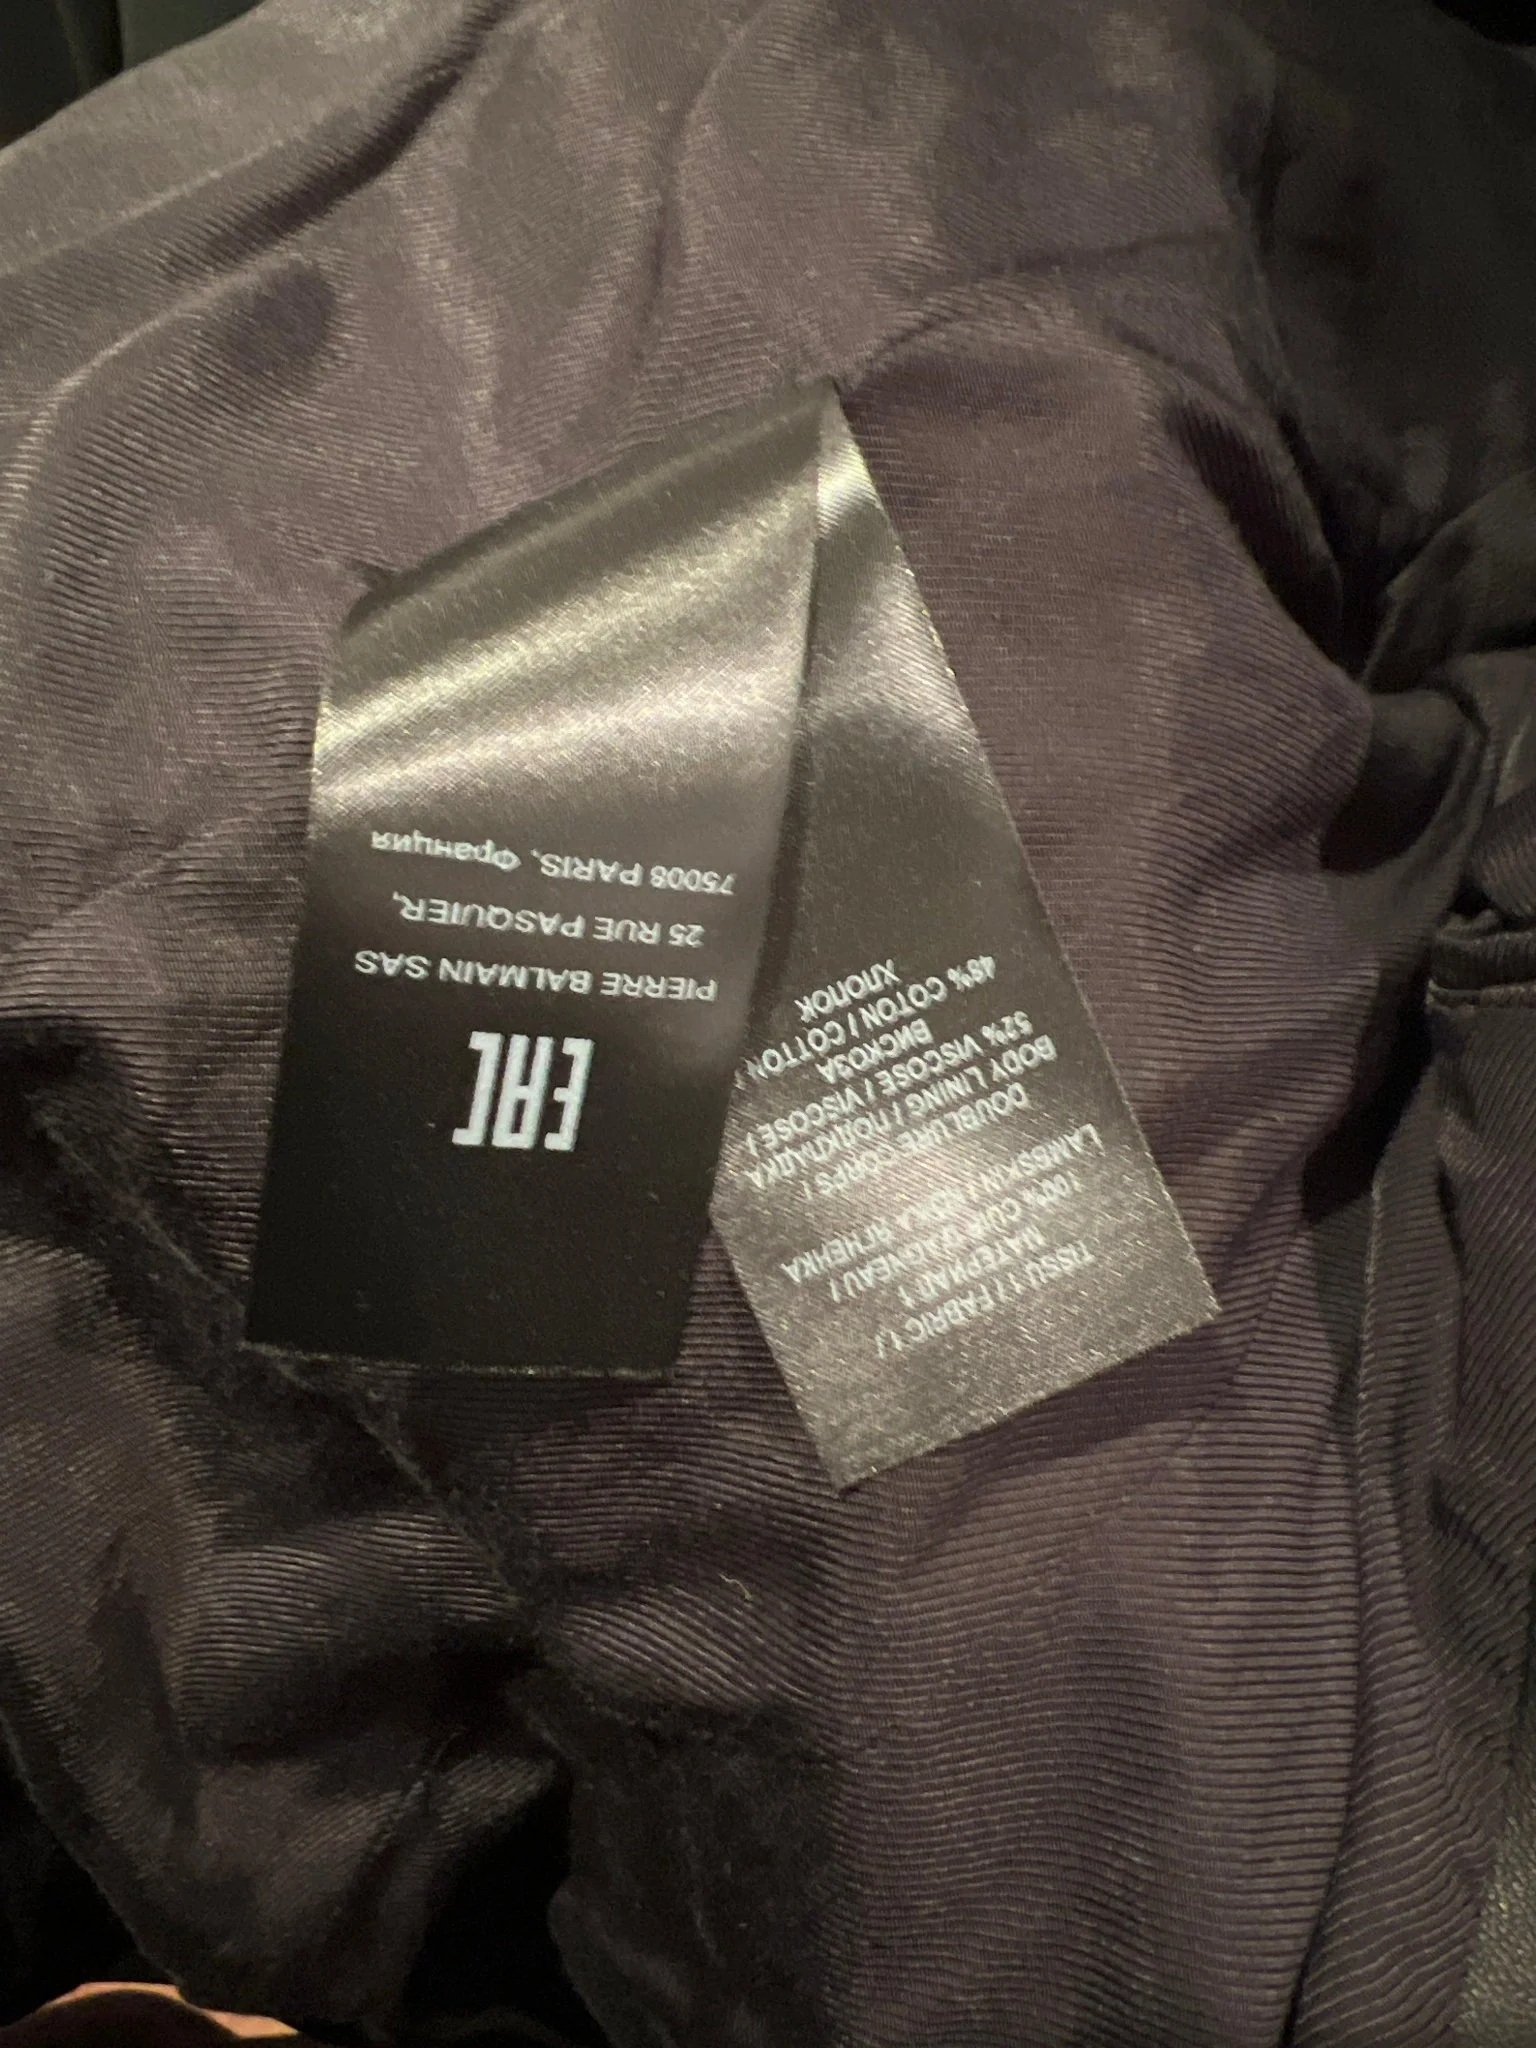 EAC
PIERRE BALMAIN SAS
25 RUE PASQUIER,
75008 PARIS, Франция
TISSU 1 / FABRIC 1 /
МАТЕРИАЛ 1
100% CUIR D'AGNEAU /
LAMBSKIN / КОЖА ЯГНЕНКА
DOUBLURE CORPS /
BODY LINING / ПОДКЛАДКА
52% VISCOSE / VISCOSE /
ВИСКОЗА
48% COTON / COTTON /
ХЛОПОК